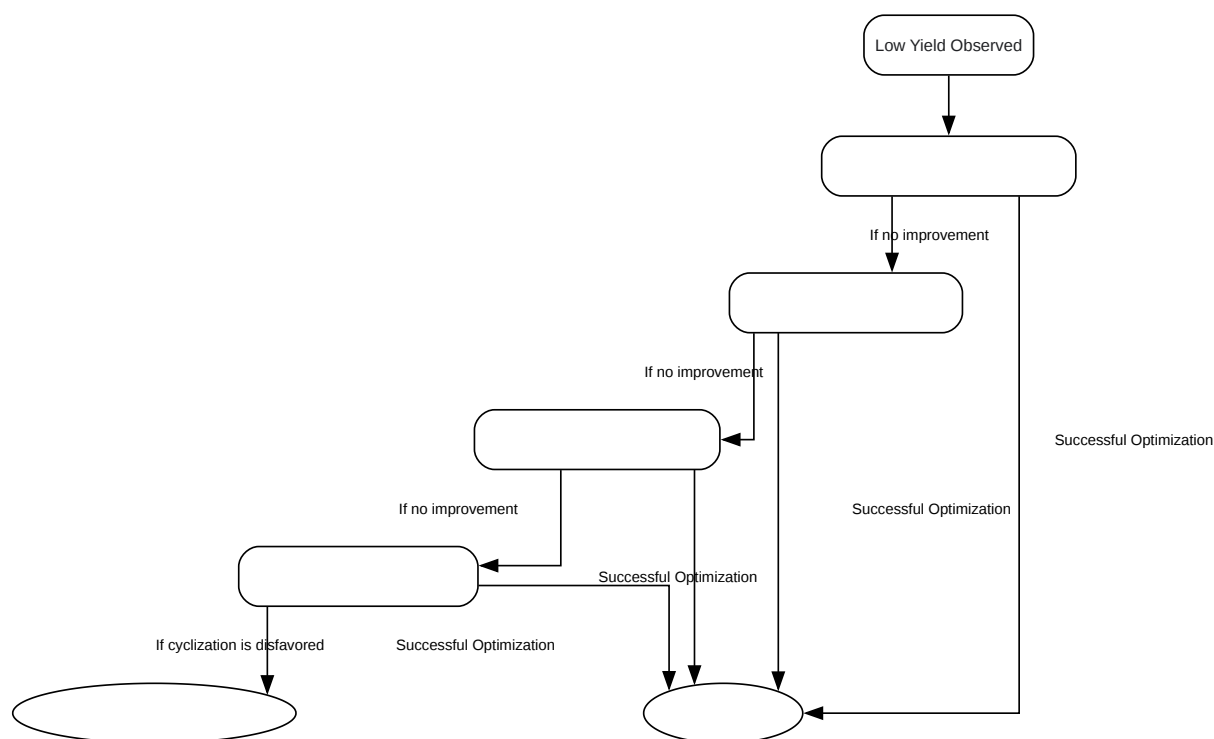 Low Yield Observed
If no improvement
If no improvement
Successful Optimization
If no improvement
Successful Optimization
Successful Optimization
If cyclization is disfavored
Successful Optimization